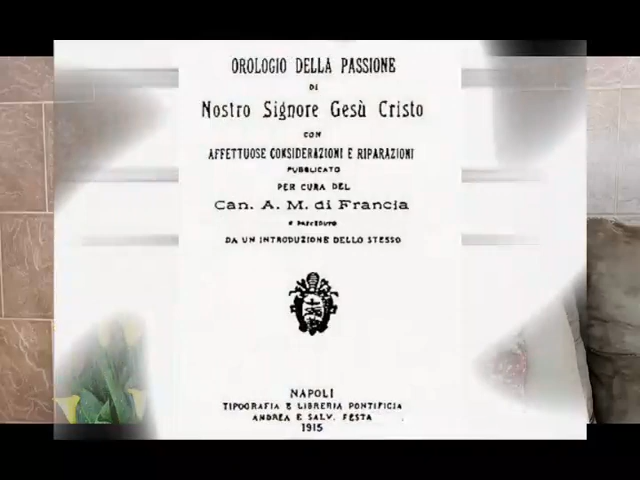 OROLOGIO DELLA PASSIONE
DI
Nostro Signore Gesù Cristo
CON
AFFETTUOSE CONSIDERAZIONI E RIPARAZIONI
PUBBLICATO
PER CURA DEL
Can. A. M. di Francia
E PRECEDUTO
DA UN INTRODUZIONE DELLO STESSO
NAPOLI
TIPOGRAFIA E LIBRERIA PONTIFICIA
ANDREA E SALV. FESTA
1915